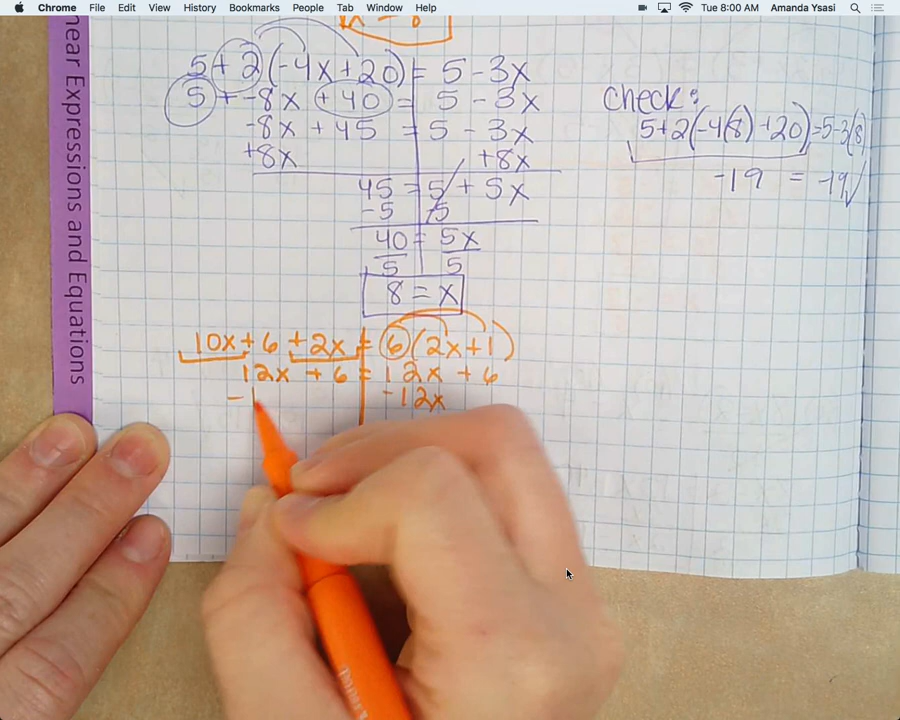 Chrome File Edit View History Bookmarks People Tab Window Help Tue 8:00 AM Amanda Ysasi
near Expressions and Equations
5+2(-4x+20) = 5-3x
5 + -8x +40 = 5 - 3x
-8x + 45 = 5 - 3x
+8x +8x
45 = 5 + 5x
-5 -5
40 = 5x
5 5
8 = x
check:
5+2(-4(8)+20)=5-3(8)
-19 = -19✓
10x+6+2x = 6(2x+1)
12x + 6 = 12x + 6
-1 -12x